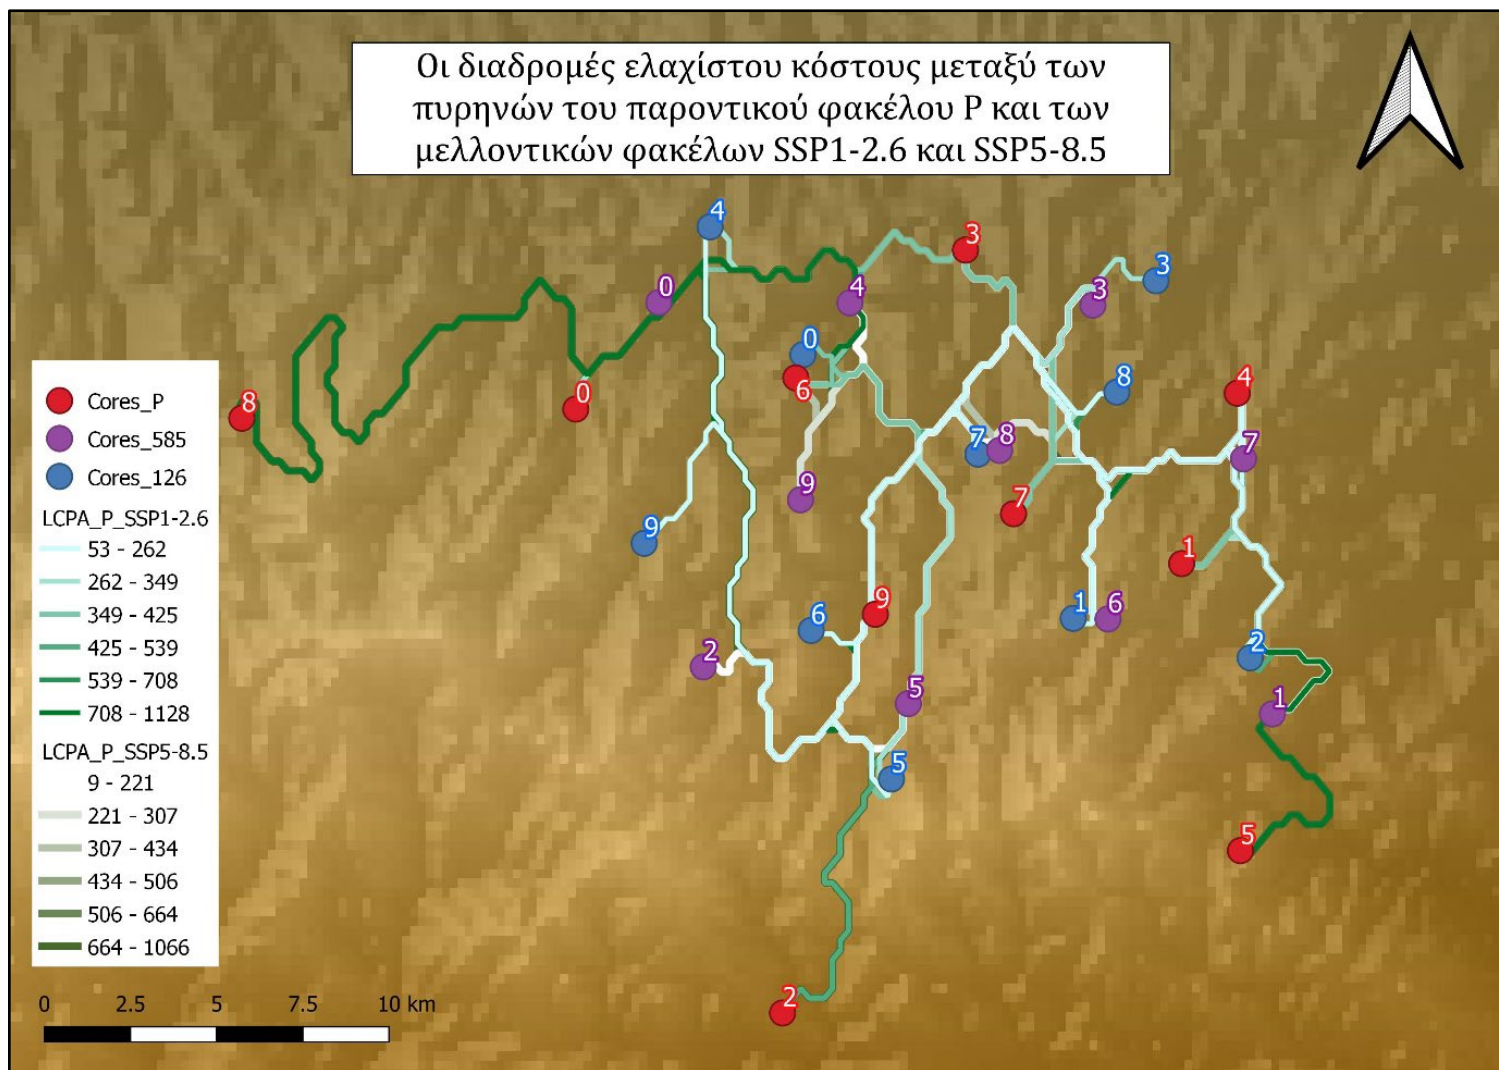 Οι διαδρομές ελαχίστου κόστους μεταξύ των
πυρηνών του παροντικού φακέλου P και των
μελλοντικών φακέλων SSP1-2.6 και SSP5-8.5
4
3
3
0
4
3
0
6
8
4
8
0
7
8
7
9
7
9
1
9
6
1
6
2
2
5
1
5
5
2
Cores_P
Cores_585
Cores_126
LCPA_P_SSP1-2.6
53 - 262
262 - 349
349 - 425
425 - 539
539 - 708
708 - 1128
LCPA_P_SSP5-8.5
9 - 221
221 - 307
307 - 434
434 - 506
506 - 664
664 - 1066
0 2.5 5 7.5 10 km